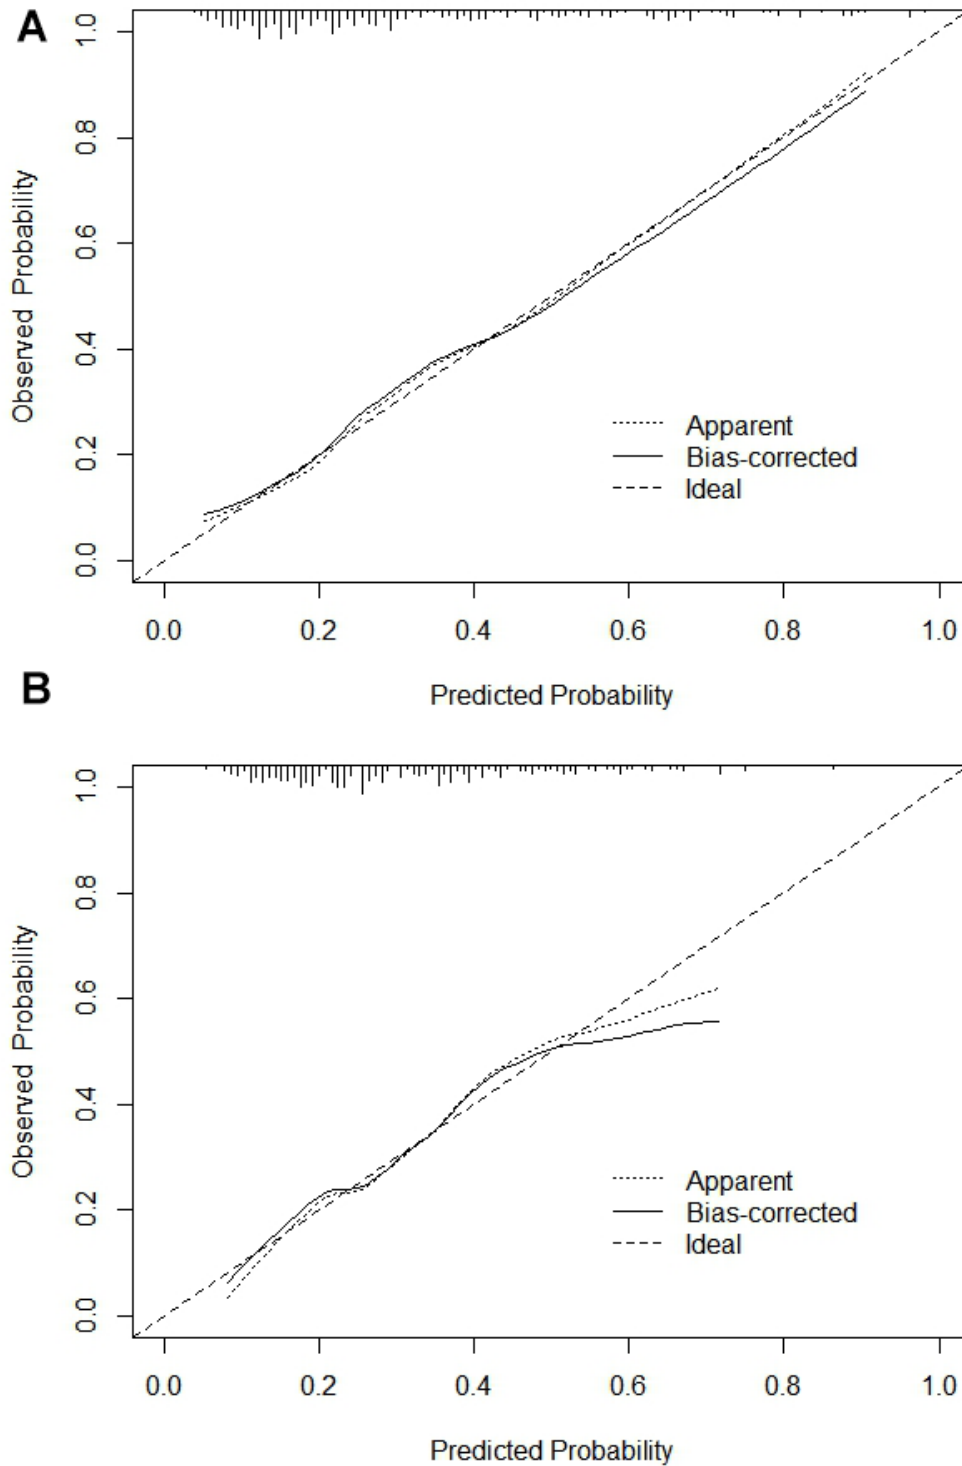 A
Observed Probability
1.0
0.8
0.6
0.4
0.2
0.0
Apparent
Bias-corrected
Ideal
0.0 0.2 0.4 0.6 0.8 1.0
Predicted Probability
B
Observed Probability
1.0
0.8
0.6
0.4
0.2
0.0
Apparent
Bias-corrected
Ideal
0.0 0.2 0.4 0.6 0.8 1.0
Predicted Probability